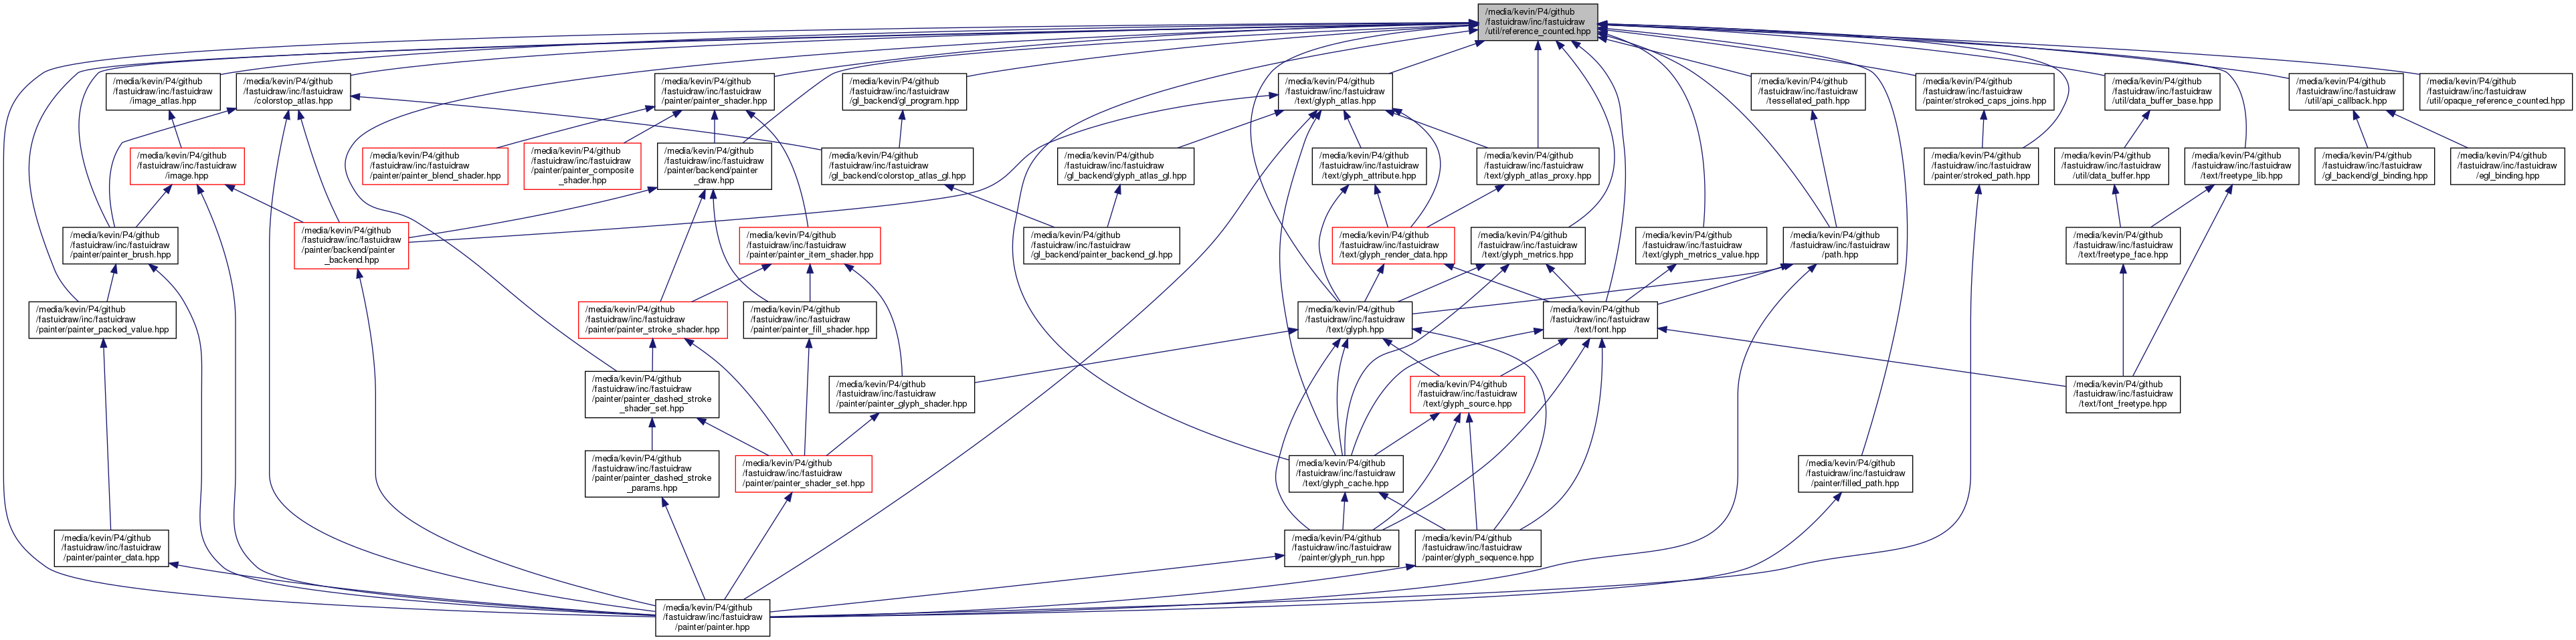 /media/kevin/P4/github
/fastuidraw/inc/fastuidraw
/util/reference_counted.hpp
/media/kevin/P4/github
/fastuidraw/inc/fastuidraw
/image_atlas.hpp
/media/kevin/P4/github
/fastuidraw/inc/fastuidraw
/colorstop_atlas.hpp
/media/kevin/P4/github
/fastuidraw/inc/fastuidraw
/painter/painter_shader.hpp
/media/kevin/P4/github
/fastuidraw/inc/fastuidraw
/gl_backend/gl_program.hpp
/media/kevin/P4/github
/fastuidraw/inc/fastuidraw
/text/glyph_atlas.hpp
/media/kevin/P4/github
/fastuidraw/inc/fastuidraw
/tessellated_path.hpp
/media/kevin/P4/github
/fastuidraw/inc/fastuidraw
/painter/stroked_caps_joins.hpp
/media/kevin/P4/github
/fastuidraw/inc/fastuidraw
/util/data_buffer_base.hpp
/media/kevin/P4/github
/fastuidraw/inc/fastuidraw
/util/api_callback.hpp
/media/kevin/P4/github
/fastuidraw/inc/fastuidraw
/util/opaque_reference_counted.hpp
/media/kevin/P4/github
/fastuidraw/inc/fastuidraw
/image.hpp
/media/kevin/P4/github
/fastuidraw/inc/fastuidraw
/painter/painter_blend_shader.hpp
/media/kevin/P4/github
/fastuidraw/inc/fastuidraw
/painter/painter_composite
_shader.hpp
/media/kevin/P4/github
/fastuidraw/inc/fastuidraw
/painter/backend/painter
_draw.hpp
/media/kevin/P4/github
/fastuidraw/inc/fastuidraw
/gl_backend/colorstop_atlas_gl.hpp
/media/kevin/P4/github
/fastuidraw/inc/fastuidraw
/gl_backend/glyph_atlas_gl.hpp
/media/kevin/P4/github
/fastuidraw/inc/fastuidraw
/text/glyph_attribute.hpp
/media/kevin/P4/github
/fastuidraw/inc/fastuidraw
/text/glyph_atlas_proxy.hpp
/media/kevin/P4/github
/fastuidraw/inc/fastuidraw
/painter/stroked_path.hpp
/media/kevin/P4/github
/fastuidraw/inc/fastuidraw
/util/data_buffer.hpp
/media/kevin/P4/github
/fastuidraw/inc/fastuidraw
/text/freetype_lib.hpp
/media/kevin/P4/github
/fastuidraw/inc/fastuidraw
/gl_backend/gl_binding.hpp
/media/kevin/P4/github
/fastuidraw/inc/fastuidraw
/egl_binding.hpp
/media/kevin/P4/github
/fastuidraw/inc/fastuidraw
/painter/painter_brush.hpp
/media/kevin/P4/github
/fastuidraw/inc/fastuidraw
/painter/backend/painter
_backend.hpp
/media/kevin/P4/github
/fastuidraw/inc/fastuidraw
/painter/painter_item_shader.hpp
/media/kevin/P4/github
/fastuidraw/inc/fastuidraw
/gl_backend/painter_backend_gl.hpp
/media/kevin/P4/github
/fastuidraw/inc/fastuidraw
/text/glyph_render_data.hpp
/media/kevin/P4/github
/fastuidraw/inc/fastuidraw
/text/glyph_metrics.hpp
/media/kevin/P4/github
/fastuidraw/inc/fastuidraw
/text/glyph_metrics_value.hpp
/media/kevin/P4/github
/fastuidraw/inc/fastuidraw
/path.hpp
/media/kevin/P4/github
/fastuidraw/inc/fastuidraw
/text/freetype_face.hpp
/media/kevin/P4/github
/fastuidraw/inc/fastuidraw
/painter/painter_packed_value.hpp
/media/kevin/P4/github
/fastuidraw/inc/fastuidraw
/painter/painter_stroke_shader.hpp
/media/kevin/P4/github
/fastuidraw/inc/fastuidraw
/painter/painter_fill_shader.hpp
/media/kevin/P4/github
/fastuidraw/inc/fastuidraw
/text/glyph.hpp
/media/kevin/P4/github
/fastuidraw/inc/fastuidraw
/text/font.hpp
/media/kevin/P4/github
/fastuidraw/inc/fastuidraw
/painter/painter_dashed_stroke
_shader_set.hpp
/media/kevin/P4/github
/fastuidraw/inc/fastuidraw
/painter/painter_glyph_shader.hpp
/media/kevin/P4/github
/fastuidraw/inc/fastuidraw
/text/glyph_source.hpp
/media/kevin/P4/github
/fastuidraw/inc/fastuidraw
/text/font_freetype.hpp
/media/kevin/P4/github
/fastuidraw/inc/fastuidraw
/painter/painter_dashed_stroke
_params.hpp
/media/kevin/P4/github
/fastuidraw/inc/fastuidraw
/painter/painter_shader_set.hpp
/media/kevin/P4/github
/fastuidraw/inc/fastuidraw
/text/glyph_cache.hpp
/media/kevin/P4/github
/fastuidraw/inc/fastuidraw
/painter/filled_path.hpp
/media/kevin/P4/github
/fastuidraw/inc/fastuidraw
/painter/painter_data.hpp
/media/kevin/P4/github
/fastuidraw/inc/fastuidraw
/painter/glyph_run.hpp
/media/kevin/P4/github
/fastuidraw/inc/fastuidraw
/painter/glyph_sequence.hpp
/media/kevin/P4/github
/fastuidraw/inc/fastuidraw
/painter/painter.hpp